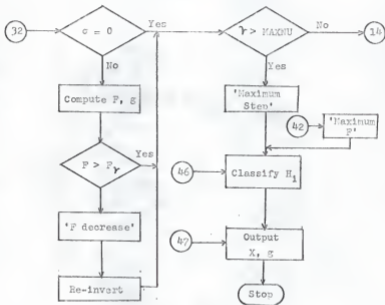 32
c = 0
Yes
γ > MAXNU
No
14
No
Yes
Compute F, g
'Maximum
Step'
42
'Maximum
F'
F > Fγ
Yes
46
Classify H₁
'F decrease'
47
Output
X, g
Re-invert
Stop